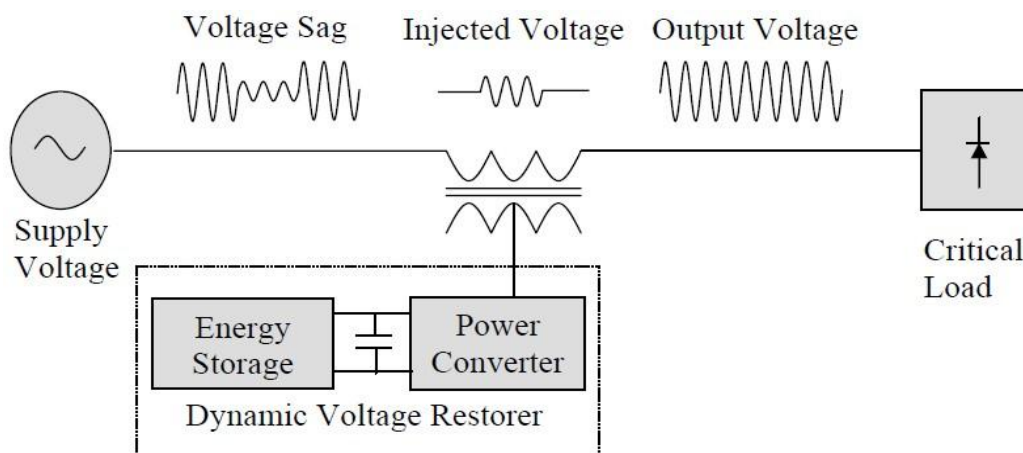 Voltage Sag
Injected Voltage
Output Voltage
Supply
Voltage
Critical
Load
Energy
Storage
Power
Converter
Dynamic Voltage Restorer